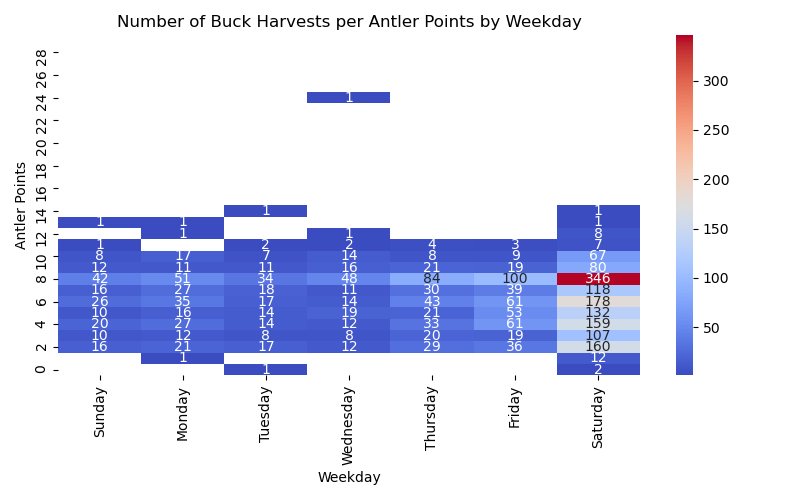 Number of Buck Harvests per Antler Points by Weekday
Antler Points
28
26
24 1
22
20
18
16
14 1 1
1 1 1
12 1 1 8
1 2 2 4 3 7
10 8 17 7 14 8 9 67
12 11 11 16 21 19 80
8 42 51 34 48 84 100 346
16 27 18 11 30 39 118
6 26 35 17 14 43 61 178
10 16 14 19 21 53 132
4 20 27 14 12 33 61 159
10 12 8 8 20 19 107
2 16 21 17 12 29 36 160
1 12
0 1 2
Sunday Monday Tuesday Wednesday Thursday Friday Saturday
Weekday
300
250
200
150
100
50